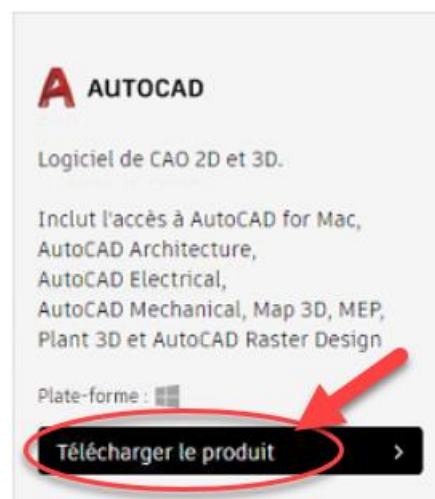 AUTOCAD
Logiciel de CAO 2D et 3D.
Inclut l'accès à AutoCAD for Mac,
AutoCAD Architecture,
AutoCAD Electrical,
AutoCAD Mechanical, Map 3D, MEP,
Plant 3D et AutoCAD Raster Design
Plate-forme :
Télécharger le produit